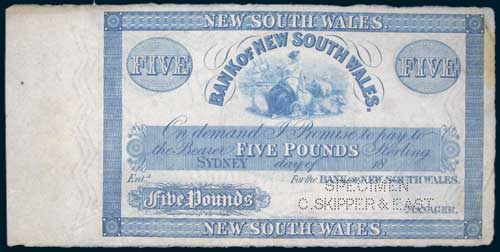 NEW SOUTH WALES.
FIVE
BANK OF NEW SOUTH WALES.
FIVE
On demand I Promise to pay to
the Bearer FIVE POUNDS Sterling
SYDNEY day of 18
Entd. For the BANK OF NEW SOUTH WALES.
SPECIMEN
Five Pounds
C. SKIPPER & EAST
MANAGER.
NEW SOUTH WALES.